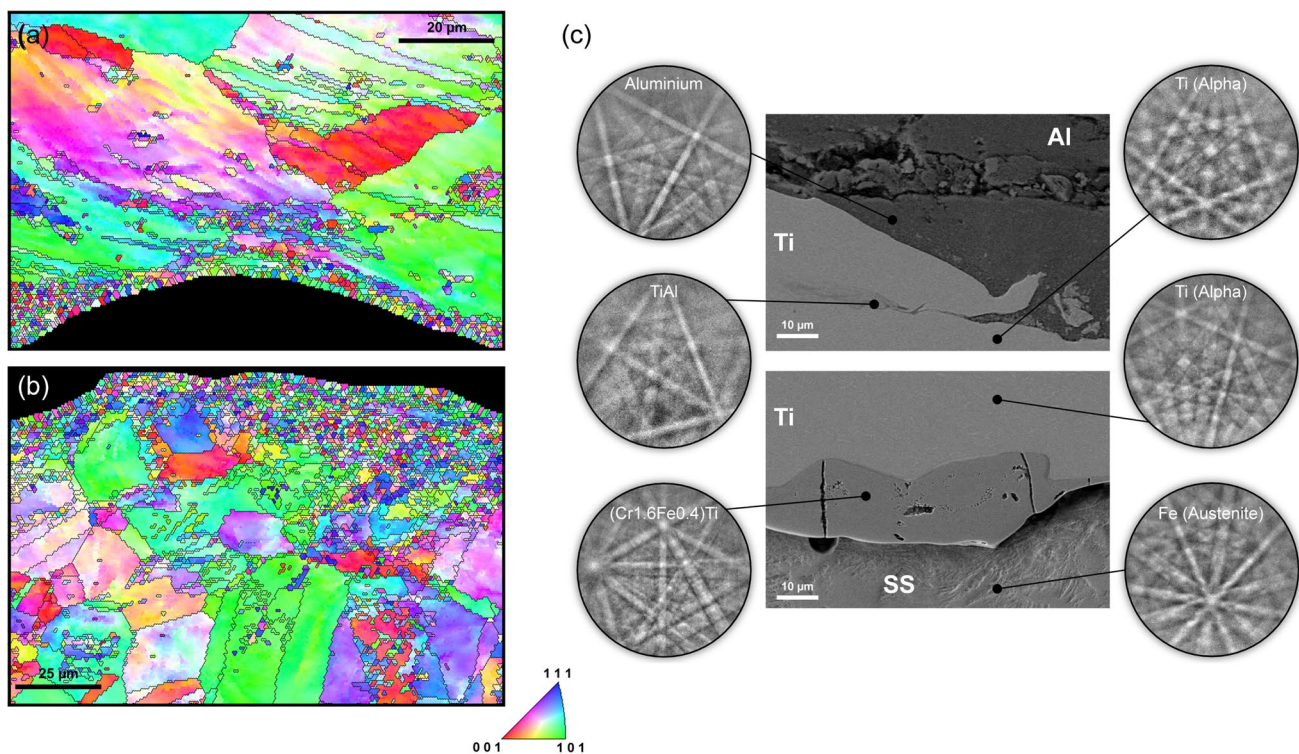 (a)
20 µm
(b)
25 µm
1 1 1
0 0 1
1 0 1
(c)
Aluminium
TiAl
(Cr1.6Fe0.4)Ti
Al
Ti
10 µm
Ti
SS
10 µm
Ti (Alpha)
Ti (Alpha)
Fe (Austenite)